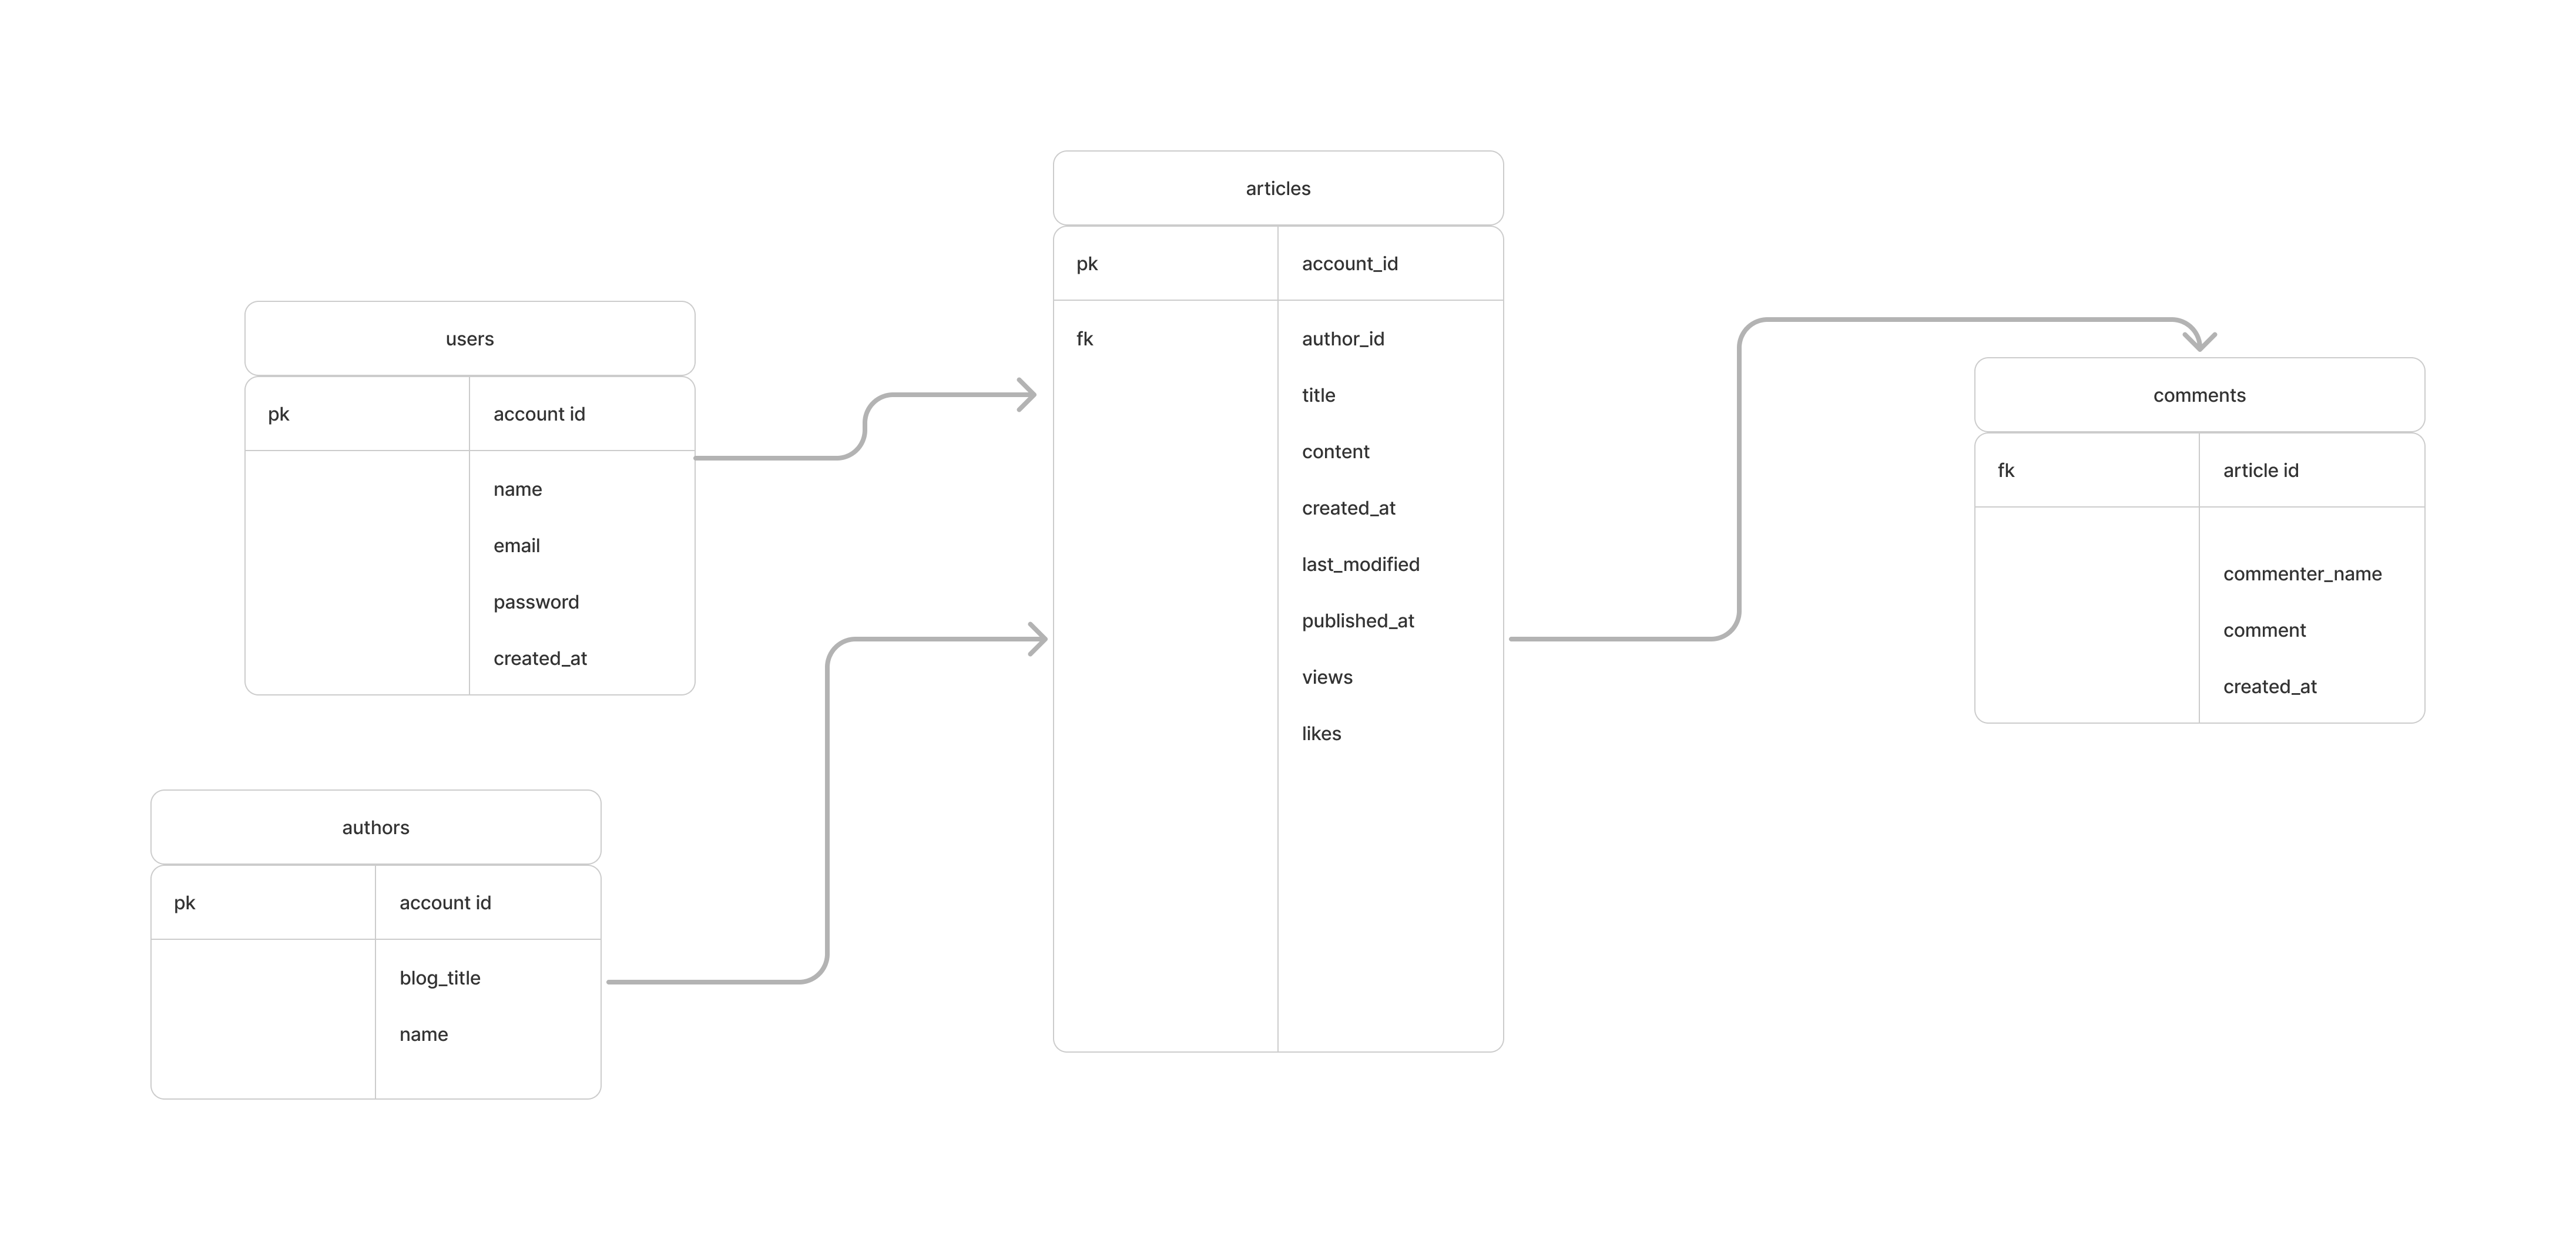 users
pk account id
name
email
password
created_at
authors
pk account id
blog_title
name
articles
pk account_id
fk author_id
title
content
created_at
last_modified
published_at
views
likes
comments
fk article id
commenter_name
comment
created_at